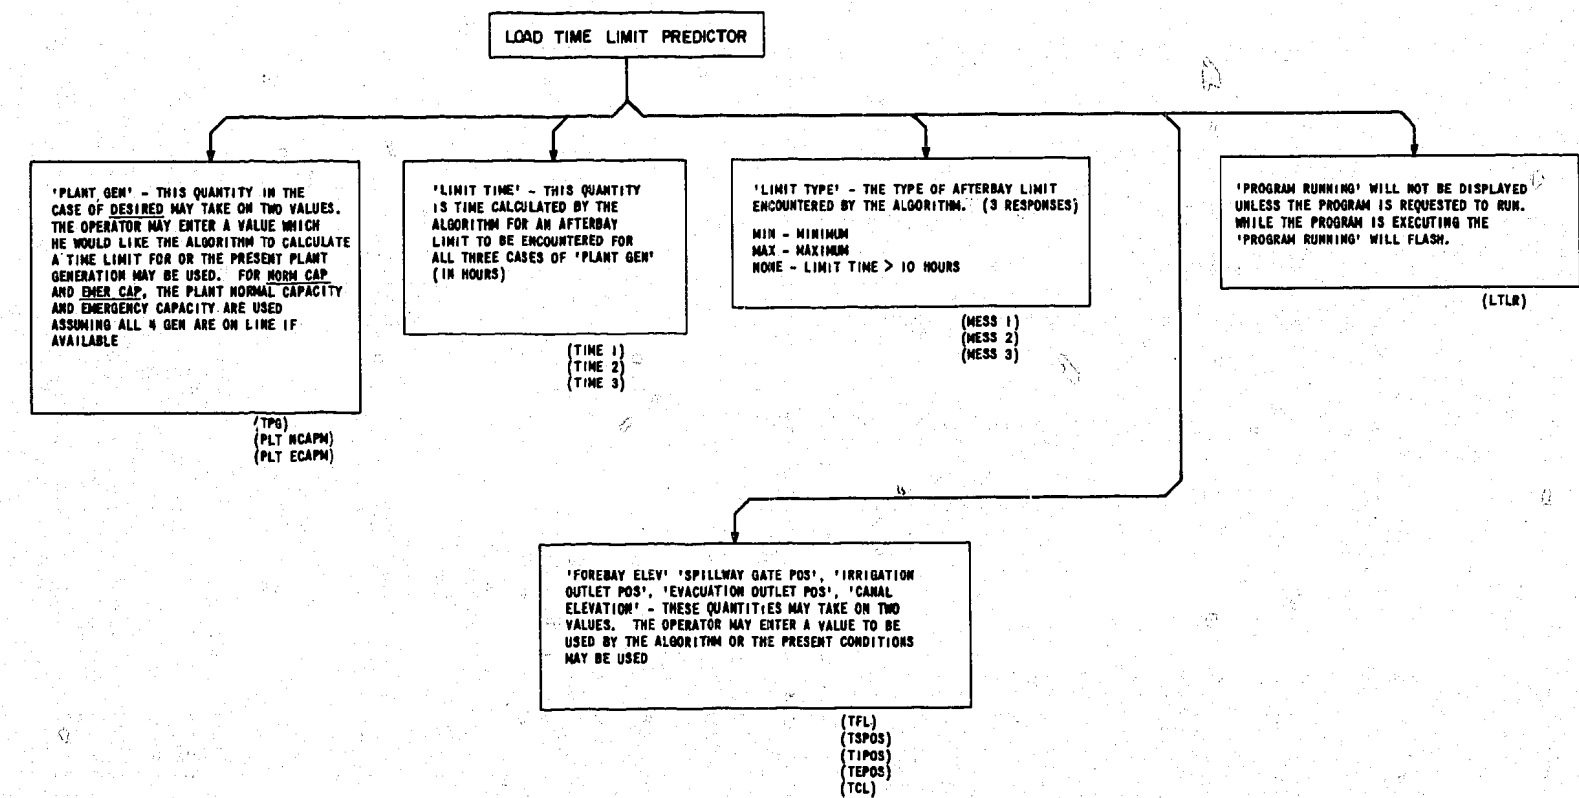 LOAD TIME LIMIT PREDICTOR
'PLANT GEN' - THIS QUANTITY IN THE
CASE OF DESIRED MAY TAKE ON TWO VALUES.
THE OPERATOR MAY ENTER A VALUE WHICH
HE WOULD LIKE THE ALGORITHM TO CALCULATE
A TIME LIMIT FOR OR THE PRESENT PLANT
GENERATION MAY BE USED. FOR NORM CAP
AND EMER CAP, THE PLANT NORMAL CAPACITY
AND EMERGENCY CAPACITY ARE USED
ASSUMING ALL 4 GEN ARE ON LINE IF
AVAILABLE
(TPG)
(PLT NCAPM)
(PLT ECAPM)
'LIMIT TIME' - THIS QUANTITY
IS TIME CALCULATED BY THE
ALGORITHM FOR AN AFTERBAY
LIMIT TO BE ENCOUNTERED FOR
ALL THREE CASES OF 'PLANT GEN'
(IN HOURS)
(TIME 1)
(TIME 2)
(TIME 3)
'LIMIT TYPE' - THE TYPE OF AFTERBAY LIMIT
ENCOUNTERED BY THE ALGORITHM. (3 RESPONSES)
MIN - MINIMUM
MAX - MAXIMUM
NONE - LIMIT TIME > 10 HOURS
(MESS 1)
(MESS 2)
(MESS 3)
'PROGRAM RUNNING' WILL NOT BE DISPLAYED
UNLESS THE PROGRAM IS REQUESTED TO RUN.
WHILE THE PROGRAM IS EXECUTING THE
'PROGRAM RUNNING' WILL FLASH.
(LTLR)
'FOREBAY ELEV' 'SPILLWAY GATE POS', 'IRRIGATION
OUTLET POS', 'EVACUATION OUTLET POS', 'CANAL
ELEVATION' - THESE QUANTITIES MAY TAKE ON TWO
VALUES. THE OPERATOR MAY ENTER A VALUE TO BE
USED BY THE ALGORITHM OR THE PRESENT CONDITIONS
MAY BE USED
(TFL)
(TSPOS)
(TIPOS)
(TEPOS)
(TCL)